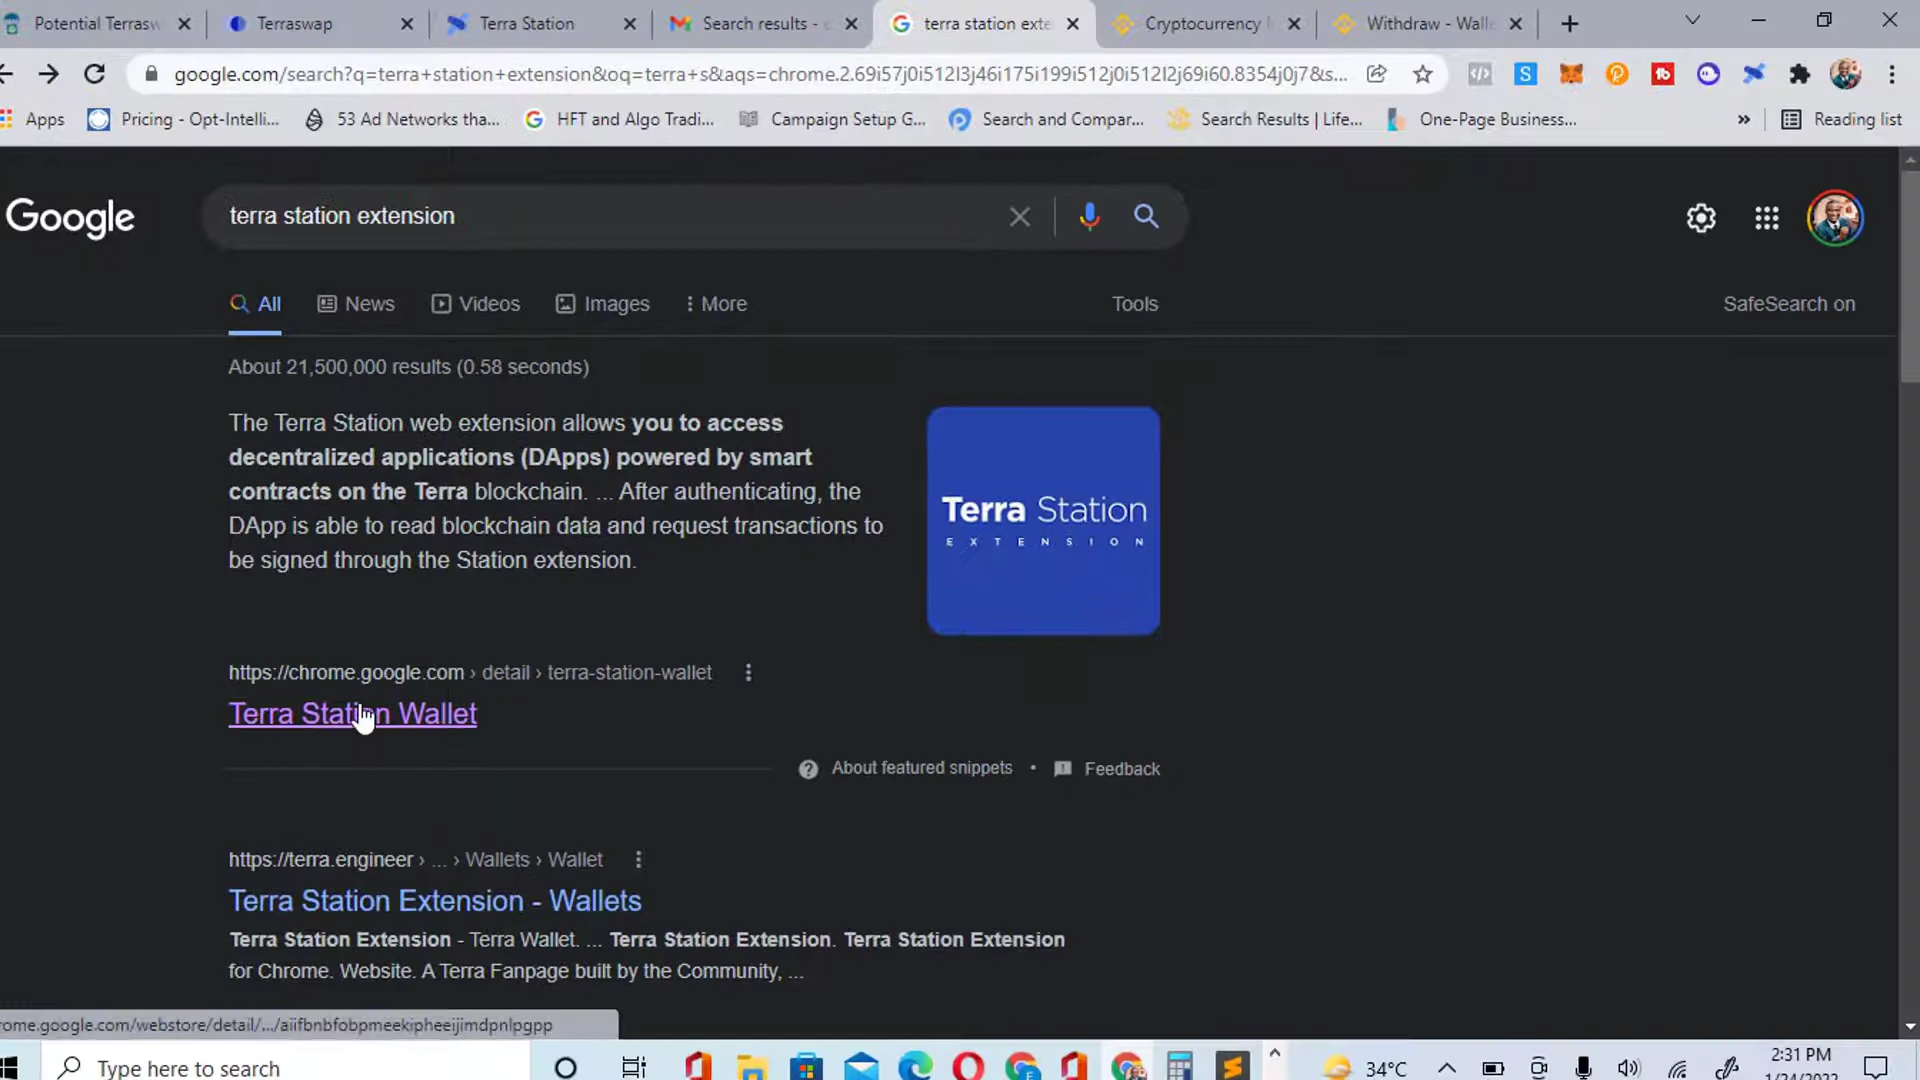 Potential Terrasw
Terraswap
Terra Station
Search results - e
terra station exte
Cryptocurrency
Withdraw - Walle
google.com/search?q=terra+station+extension&oq=terra+s&aqs=chrome.2.69i57j0i512l3j46i175i199i512j0i512l2j69i60.8354j0j7&s...
Apps
Pricing - Opt-Intelli...
53 Ad Networks tha...
HFT and Algo Tradi...
Campaign Setup G...
Search and Compar...
Search Results | Life...
One-Page Business...
»
Reading list
Google
terra station extension
All
News
Videos
Images
More
Tools
SafeSearch on
About 21,500,000 results (0.58 seconds)
The Terra Station web extension allows you to access
decentralized applications (DApps) powered by smart
contracts on the Terra blockchain. ... After authenticating, the
DApp is able to read blockchain data and request transactions to
be signed through the Station extension.
Terra Station
EXTENSION
https://chrome.google.com › detail › terra-station-wallet
Terra Station Wallet
About featured snippets • Feedback
https://terra.engineer › ... › Wallets › Wallet
Terra Station Extension - Wallets
Terra Station Extension - Terra Wallet. ... Terra Station Extension. Terra Station Extension
for Chrome. Website. A Terra Fanpage built by the Community, ...
rome.google.com/webstore/detail/.../aiifbnbfobpmeekipheeijimdpnlpgpp
Type here to search
34°C
2:31 PM
1/24/2022